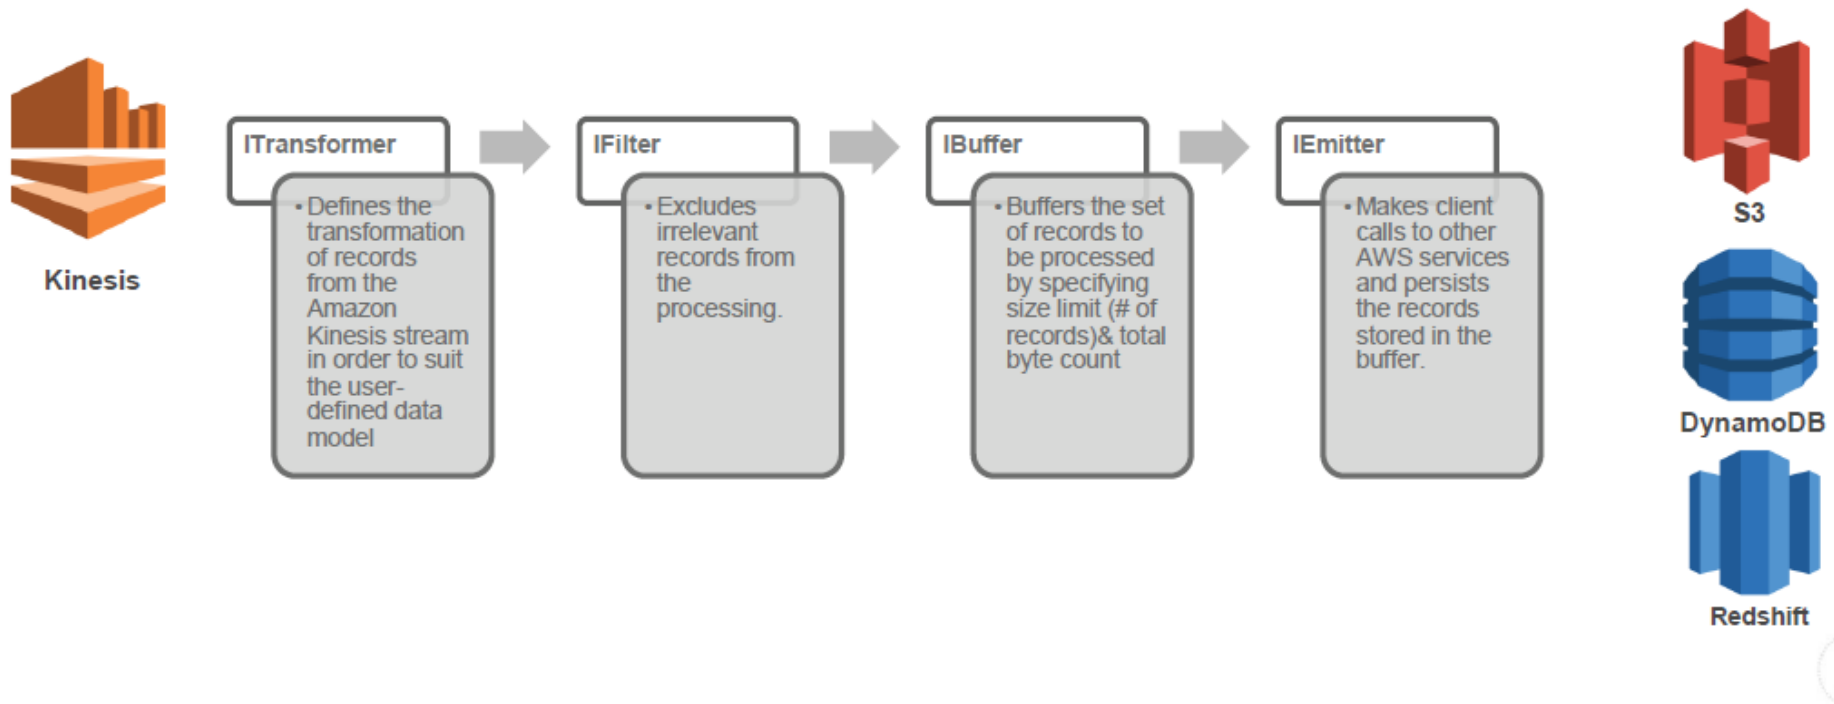 Kinesis
ITransformer
• Defines the
transformation
of records
from the
Amazon
Kinesis stream
in order to suit
the user-
defined data
model
IFilter
• Excludes
irrelevant
records from
the
processing.
IBuffer
• Buffers the set
of records to
be processed
by specifying
size limit (# of
records)& total
byte count
IEmitter
• Makes client
calls to other
AWS services
and persists
the records
stored in the
buffer.
S3
DynamoDB
Redshift